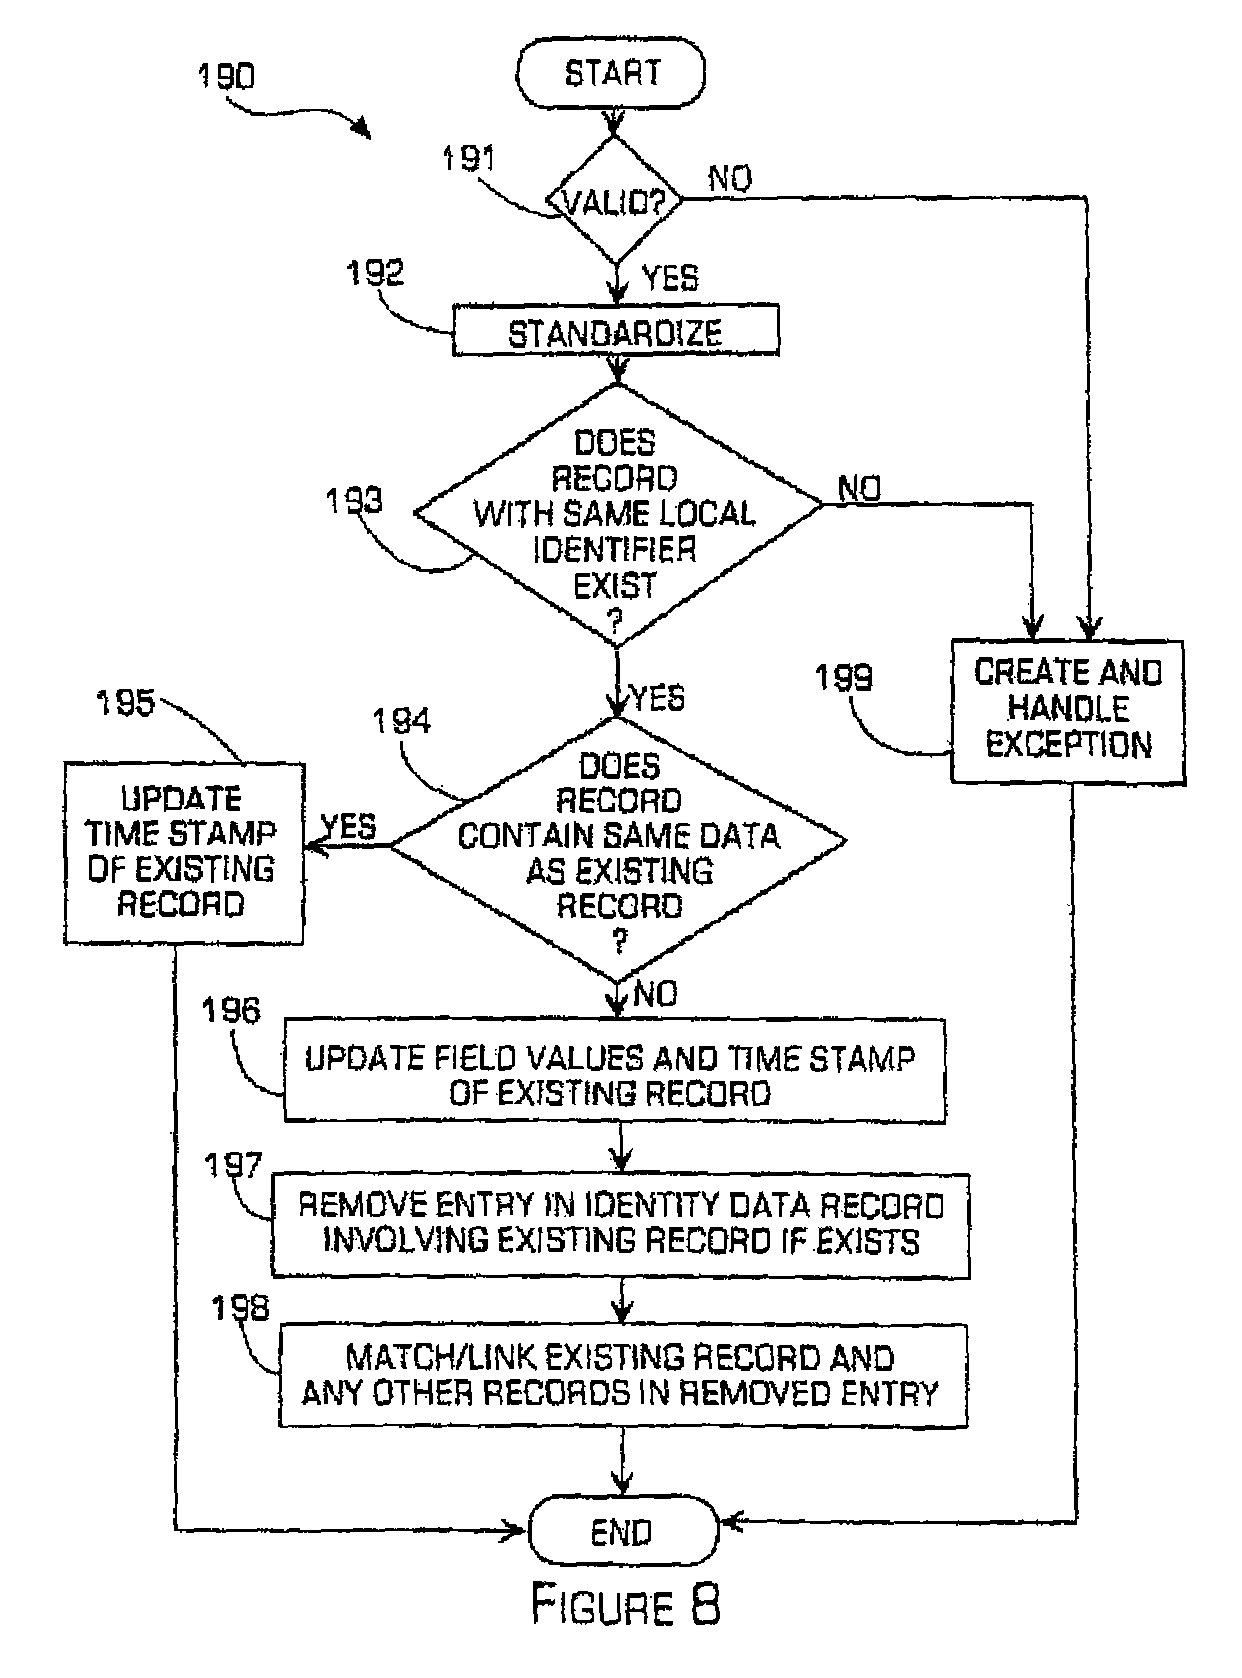 START
190
191
VALID?
NO
192
YES
STANDARDIZE
DOES
RECORD
WITH SAME LOCAL
IDENTIFIER
EXIST
?
193
NO
YES
199
CREATE AND
HANDLE
EXCEPTION
195
194
UPDATE
TIME STAMP
OF EXISTING
RECORD
YES
DOES
RECORD
CONTAIN SAME DATA
AS EXISTING
RECORD
?
NO
196
UPDATE FIELD VALUES AND TIME STAMP
OF EXISTING RECORD
197
REMOVE ENTRY IN IDENTITY DATA RECORD
INVOLVING EXISTING RECORD IF EXISTS
198
MATCH/LINK EXISTING RECORD AND
ANY OTHER RECORDS IN REMOVED ENTRY
END
FIGURE 8